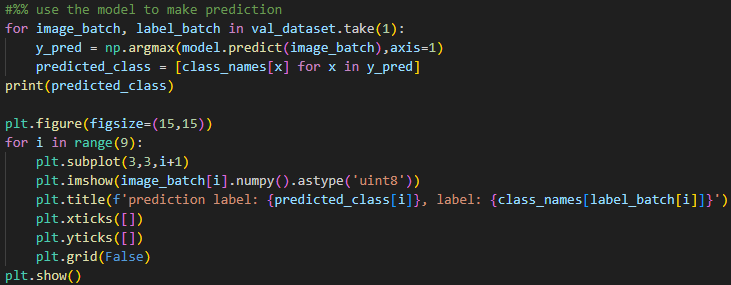 #%% use the model to make prediction
for image_batch, label_batch in val_dataset.take(1):
    y_pred = np.argmax(model.predict(image_batch),axis=1)
    predicted_class = [class_names[x] for x in y_pred]
print(predicted_class)

plt.figure(figsize=(15,15))
for i in range(9):
    plt.subplot(3,3,i+1)
    plt.imshow(image_batch[i].numpy().astype('uint8'))
    plt.title(f'prediction label: {predicted_class[i]}, label: {class_names[label_batch[i]]}')
    plt.xticks([])
    plt.yticks([])
    plt.grid(False)
plt.show()